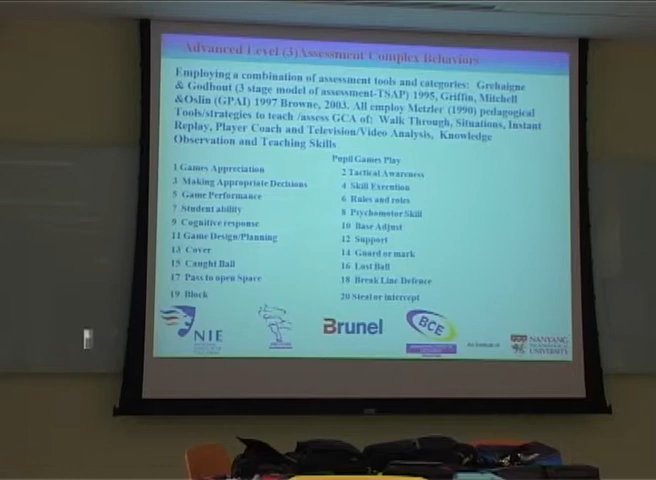 Advanced Level (3)Assessment Complex Behaviors
Employing a combination of assessment tools and categories: Grehaigne
& Godbout (3 stage model of assessment-TSAP) 1995, Griffin, Mitchell
&Oslin (GPAI) 1997 Browne, 2003. All employ Metzler (1990) pedagogical
Tools/strategies to teach /assess GCA of: Walk Through, Situations, Instant
Replay, Player Coach and Television/Video Analysis, Knowledge
Observation and Teaching Skills
Pupil Games Play
1 Games Appreciation
2 Tactical Awareness
3 Making Appropriate Decisions
4 Skill Execution
5 Game Performance
6 Rules and roles
7 Student ability
8 Psychomotor Skill
9 Cognitive response
10 Base Adjust
11 Game Design/Planning
12 Support
13 Cover
14 Guard or mark
15 Caught Ball
16 Lost Ball
17 Pass to open Space
18 Break Line Defence
19 Block
20 Steal or intercept
NIE
Brunel
BCE
An Institute of
NANYANG
TECHNOLOGICAL
UNIVERSITY